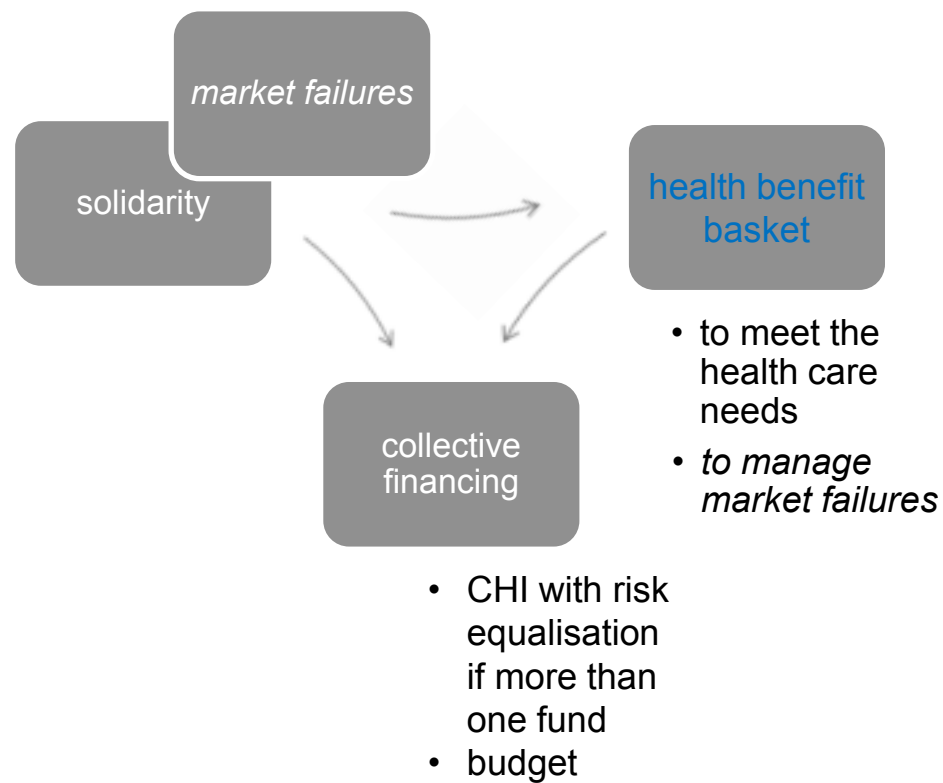 market failures
solidarity
health benefit
basket
• to meet the
health care
needs
• to manage
market failures
collective
financing
• CHI with risk
equalisation
if more than
one fund
• budget